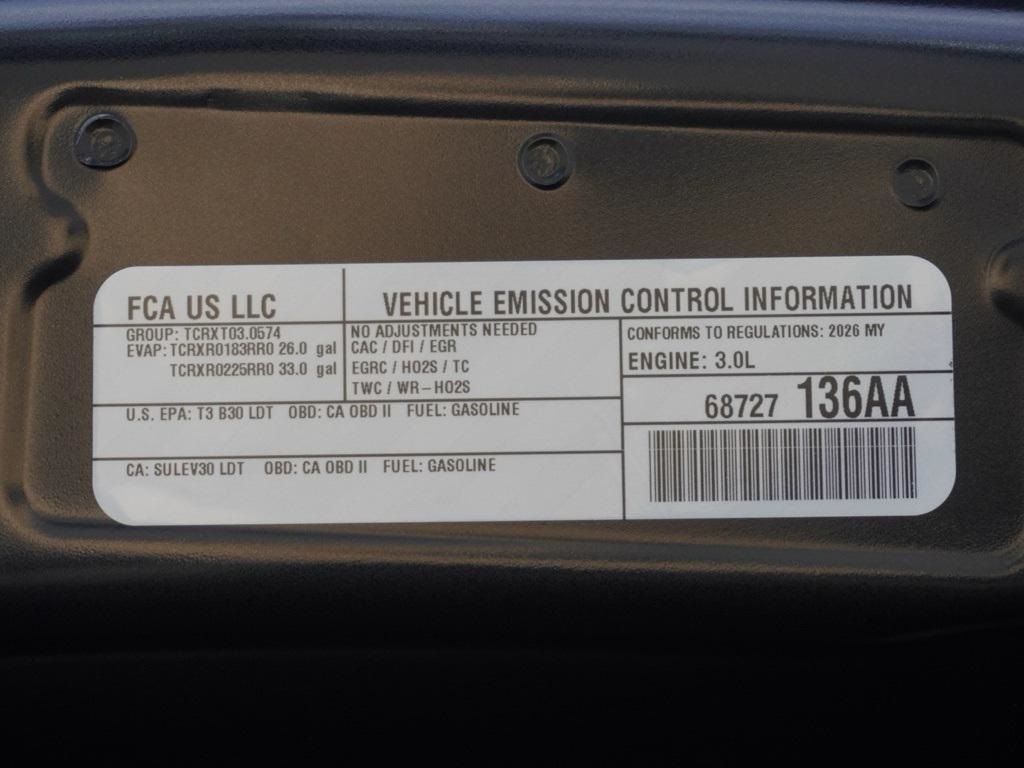 FCA US LLC
VEHICLE EMISSION CONTROL INFORMATION
GROUP: TCRXT03.0574
EVAP: TCRXR0183RR0 26.0 gal
TCRXR0225RR0 33.0 gal
NO ADJUSTMENTS NEEDED
CAC / DFI / EGR
EGRC / HO2S / TC
TWC / WR-HO2S
CONFORMS TO REGULATIONS: 2026 MY
ENGINE: 3.0L
68727 136AA
U.S. EPA: T3 B30 LDT OBD: CA OBD II FUEL: GASOLINE
CA: SULEV30 LDT OBD: CA OBD II FUEL: GASOLINE